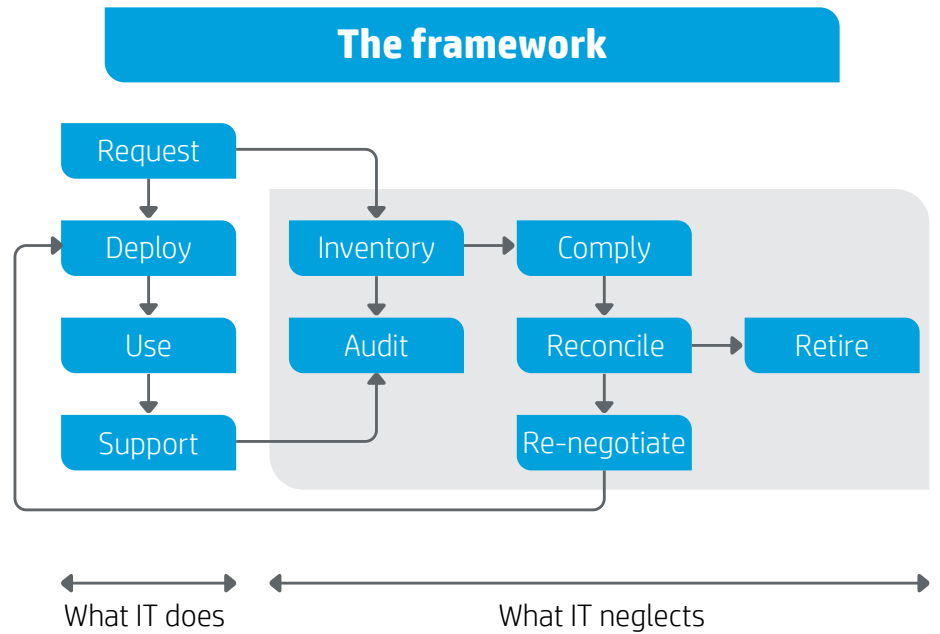 The framework
Request
Deploy
Inventory
Comply
Use
Audit
Reconcile
Retire
Support
Re-negotiate
What IT does
What IT neglects